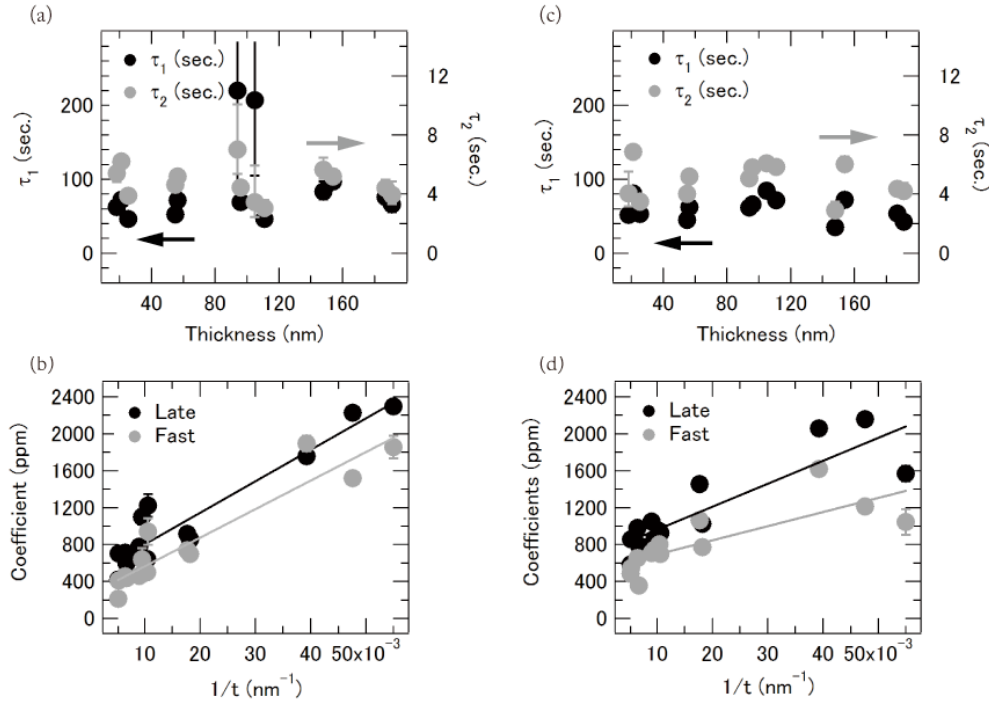 (a)
τ1 (sec.)
τ2 (sec.)
200
100
0
τ1 (sec.)
12
8
4
0
τ2 (sec.)
40
80
120
160
Thickness (nm)
(c)
τ1 (sec.)
τ2 (sec.)
200
100
0
τ1 (sec.)
12
8
4
0
τ2 (sec.)
40
80
120
160
Thickness (nm)
(b)
Late
Fast
2400
2000
1600
1200
800
400
0
Coefficient (ppm)
10
20
30
40
50x10⁻³
1/t (nm⁻¹)
(d)
Late
Fast
2400
2000
1600
1200
800
400
0
Coefficients (ppm)
10
20
30
40
50x10⁻³
1/t (nm⁻¹)